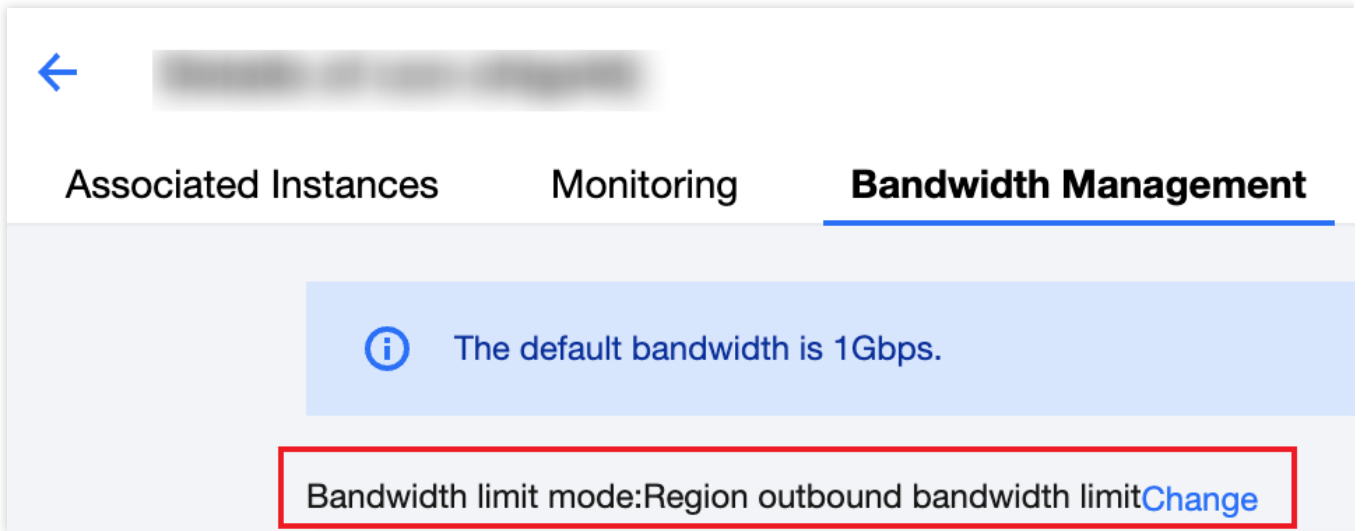 Associated Instances Monitoring Bandwidth Management
The default bandwidth is 1Gbps.
Bandwidth limit mode:Region outbound bandwidth limitChange